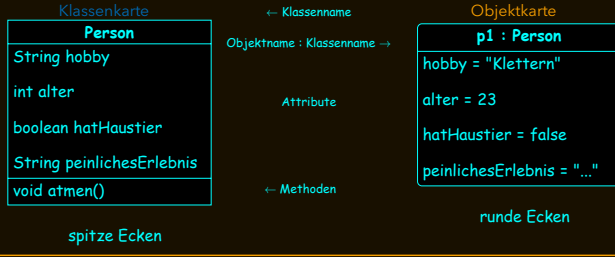 Klassenkarte
Person
String hobby
int alter
boolean hatHaustier
String peinlichesErlebnis
void atmen()
spitze Ecken
← Klassenname
Objektname : Klassenname →
Attribute
← Methoden
Objektkarte
p1 : Person
hobby = "Klettern"
alter = 23
hatHaustier = false
peinlichesErlebnis = "..."
runde Ecken